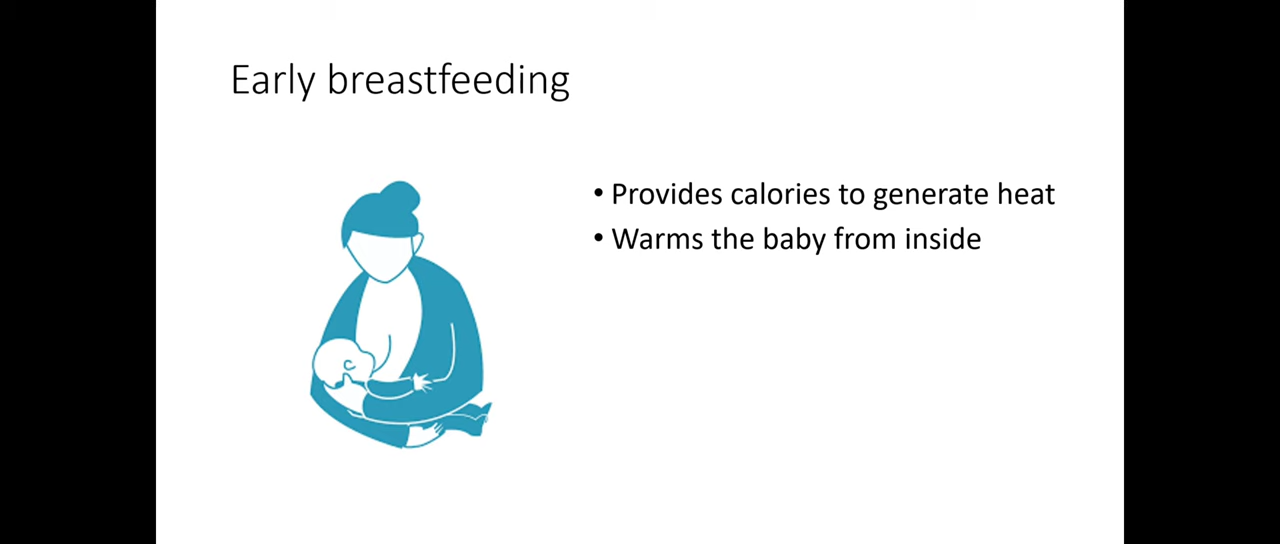 Early breastfeeding
• Provides calories to generate heat
• Warms the baby from inside